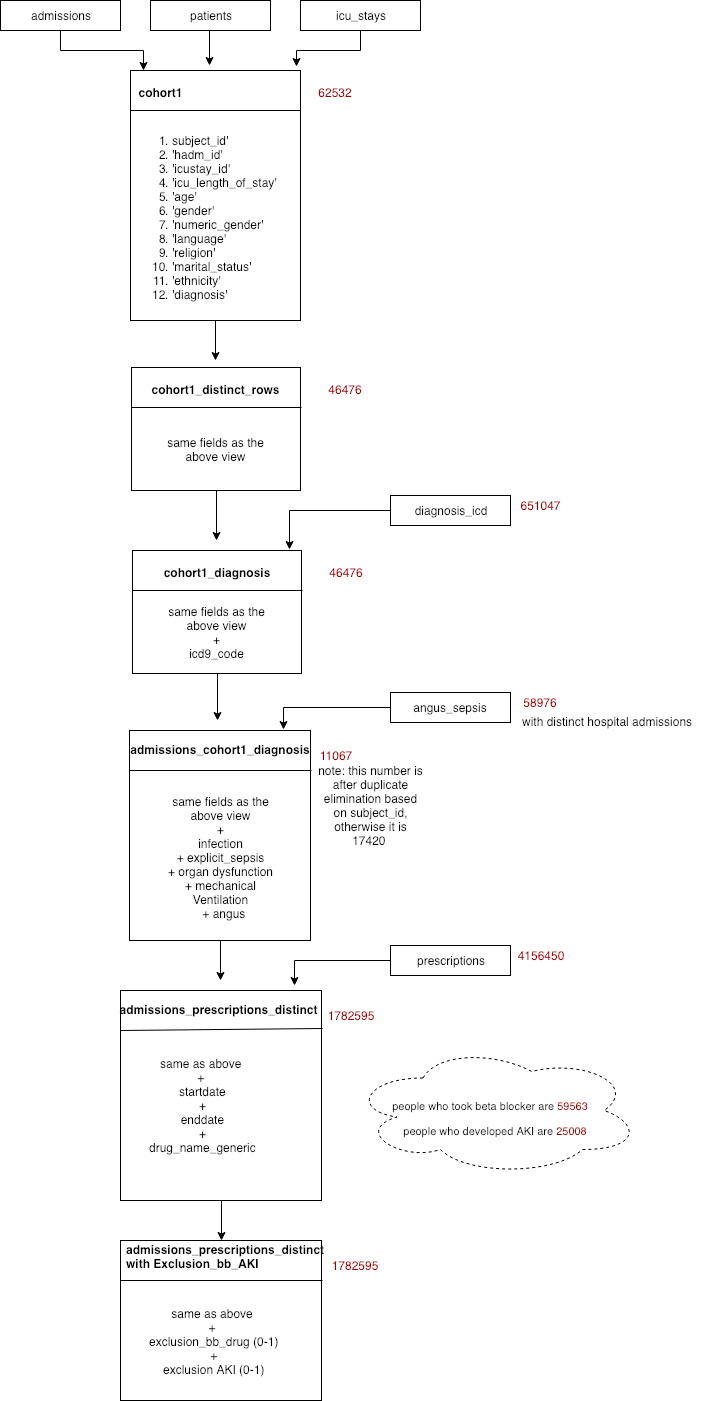 admissions
patients
icu_stays
cohort1
62532
1. subject_id'
2. 'hadm_id'
3. 'icustay_id'
4. 'icu_length_of_stay'
5. 'age'
6. 'gender'
7. 'numeric_gender'
8. 'language'
9. 'religion'
10. 'marital_status'
11. 'ethnicity'
12. 'diagnosis'
cohort1_distinct_rows
46476
same fields as the
above view
diagnosis_icd
651047
cohort1_diagnosis
46476
same fields as the
above view
+
icd9_code
angus_sepsis
58976
with distinct hospital admissions
admissions_cohort1_diagnosis
11067
note: this number is
after duplicate
elimination based
on subject_id,
otherwise it is
17420
same fields as the
above view
+
infection
+ explicit_sepsis
+ organ dysfunction
+ mechanical
Ventilation
+ angus
prescriptions
4156450
admissions_prescriptions_distinct
1782595
same as above
+
startdate
+
enddate
+
drug_name_generic
people who took beta blocker are 59563
people who developed AKI are 25008
admissions_prescriptions_distinct
with Exclusion_bb_AKI
1782595
same as above
+
exclusion_bb_drug (0-1)
+
exclusion AKI (0-1)